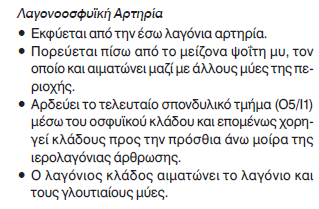 Λαγονοοσφυϊκή Αρτηρία
● Εκφύεται από την έσω λαγόνια αρτηρία.
● Πορεύεται πίσω από το μείζονα ψοΐτη μυ, τον
οποίο και αιματώνει μαζί με άλλους μύες της πε-
ριοχής.
● Αρδεύει το τελευταίο σπονδυλικό τμήμα (Ο5/Ι1)
μέσω του οσφυϊκού κλάδου και επομένως χορη-
γεί κλάδους προς την πρόσθια άνω μοίρα της
ιερολαγόνιας άρθρωσης.
● Ο λαγόνιος κλάδος αιματώνει το λαγόνιο και
τους γλουτιαίους μύες.